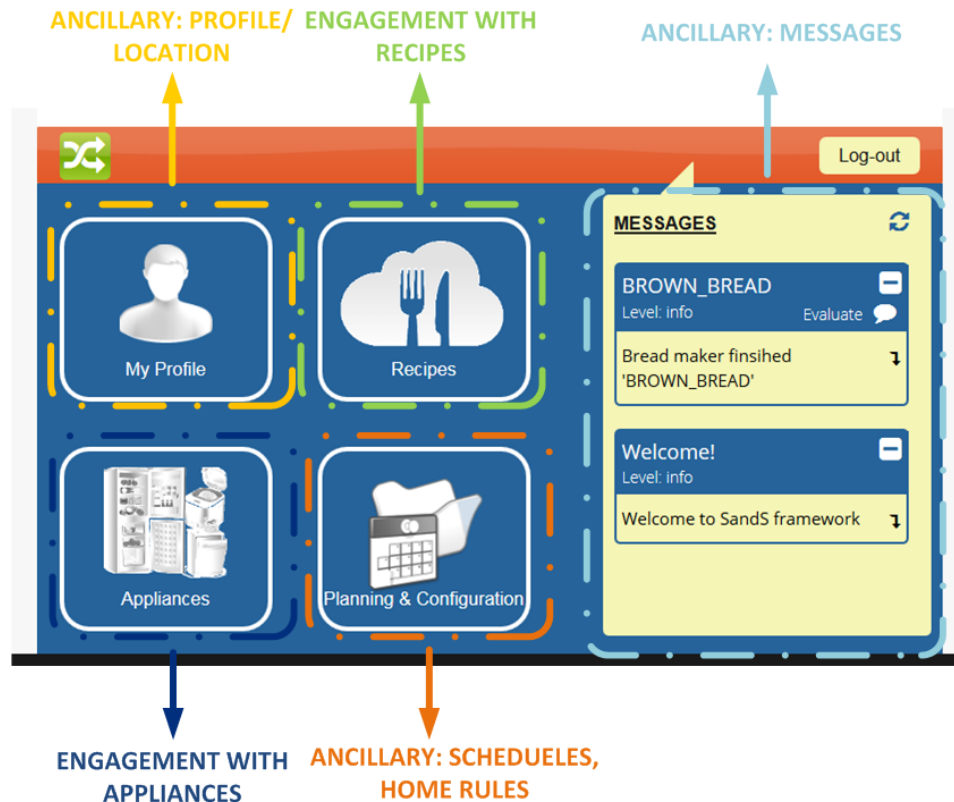 ANCILLARY: PROFILE/
LOCATION
ENGAGEMENT WITH
RECIPES
ANCILLARY: MESSAGES
Log-out
My Profile
Recipes
MESSAGES
BROWN_BREAD
Level: info
Evaluate
Bread maker finsihed
'BROWN_BREAD'
Welcome!
Level: info
Welcome to SandS framework
Appliances
Planning & Configuration
ENGAGEMENT WITH
APPLIANCES
ANCILLARY: SCHEDUELES,
HOME RULES